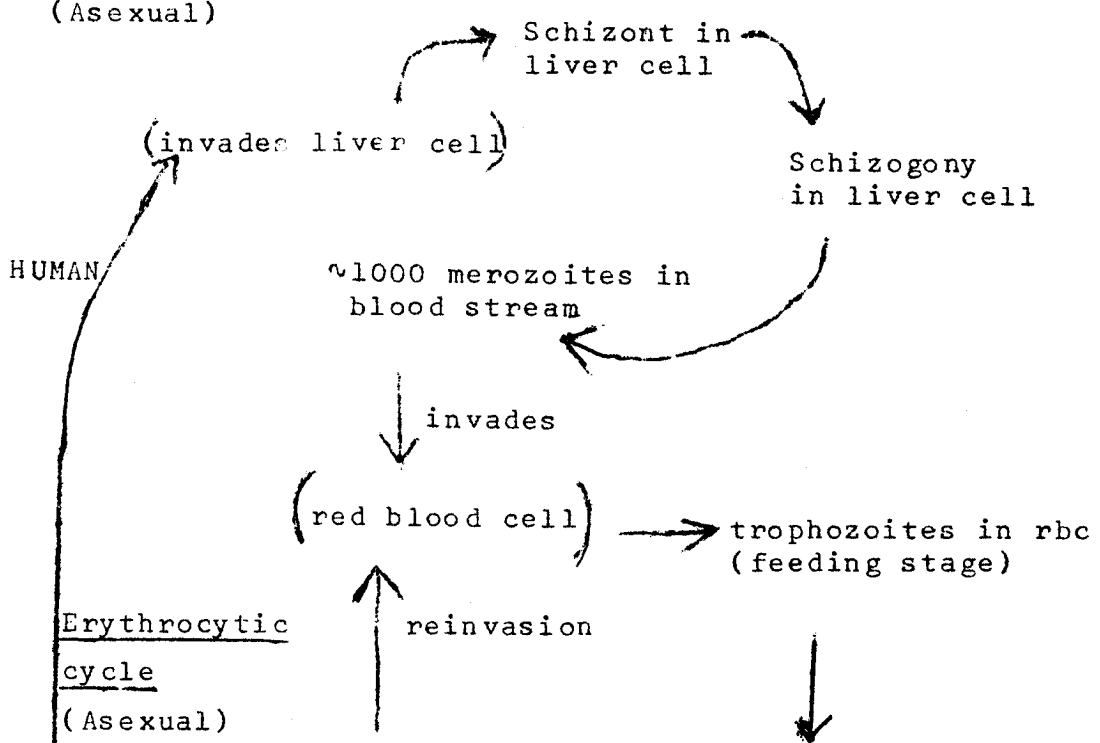 (Asexual)
Schizont in
liver cell
(invades liver cell)
Schizogony
in liver cell
HUMAN
~1000 merozoites in
blood stream
invades
(red blood cell)
trophozoites in rbc
(feeding stage)
Erythrocytic
reinvasion
cycle
(Asexual)